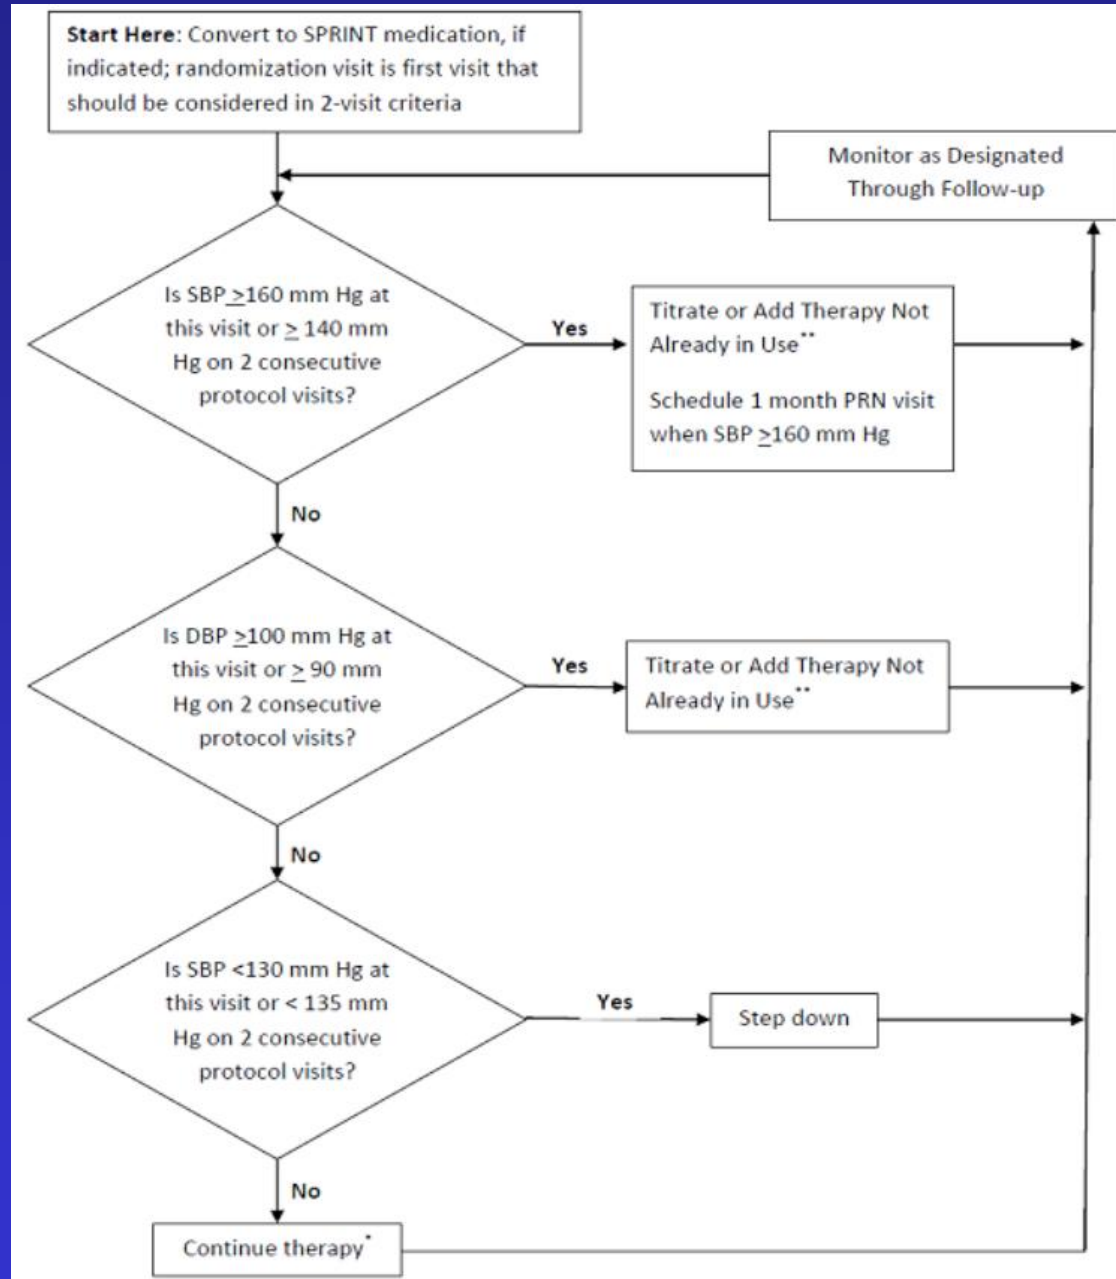 Start Here: Convert to SPRINT medication, if
indicated; randomization visit is first visit that
should be considered in 2-visit criteria
Monitor as Designated
Through Follow-up
Is SBP ≥160 mm Hg at
this visit or ≥ 140 mm
Hg on 2 consecutive
protocol visits?
Yes
Titrate or Add Therapy Not
Already in Use**
Schedule 1 month PRN visit
when SBP ≥160 mm Hg
No
Is DBP ≥100 mm Hg at
this visit or ≥ 90 mm
Hg on 2 consecutive
protocol visits?
Yes
Titrate or Add Therapy Not
Already in Use**
No
Is SBP <130 mm Hg at
this visit or < 135 mm
Hg on 2 consecutive
protocol visits?
Yes
Step down
No
Continue therapy*